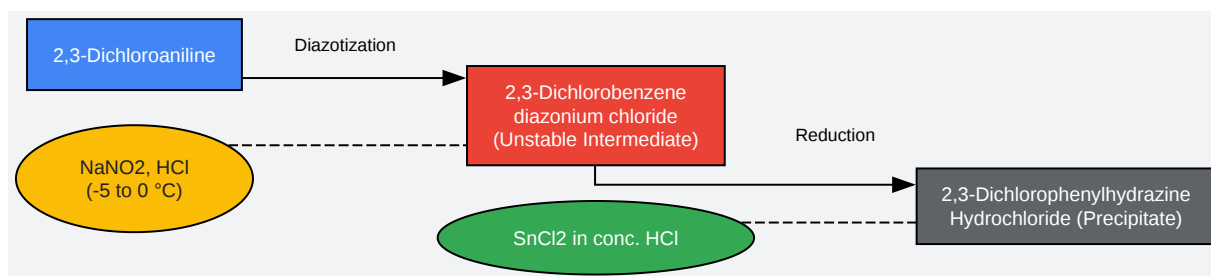 2,3-Dichloroaniline
Diazotization
2,3-Dichlorobenzene
diazonium chloride
(Unstable Intermediate)
NaNO2, HCl
(-5 to 0 °C)
Reduction
2,3-Dichlorophenylhydrazine
Hydrochloride (Precipitate)
SnCl2 in conc. HCl